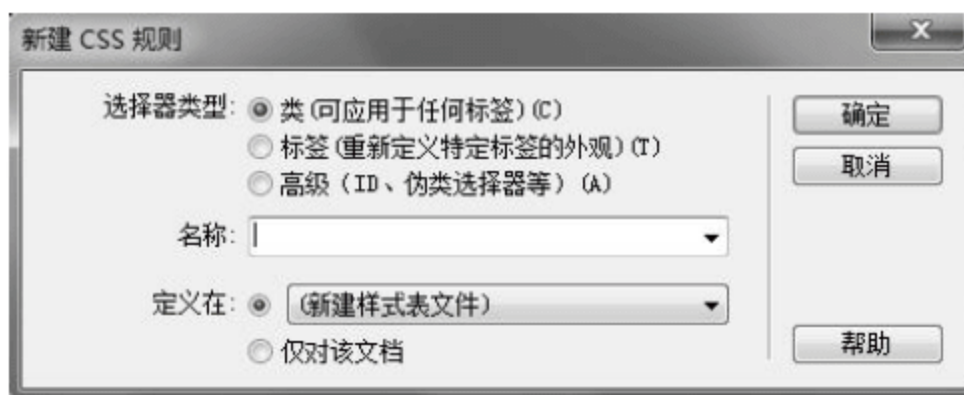 新建 CSS 规则
选择器类型: 类(可应用于任何标签)(C) 确定
标签(重新定义特定标签的外观)(T) 取消
高级（ID、伪类选择器等）(A)
名称:
定义在: (新建样式表文件)
仅对该文档 帮助